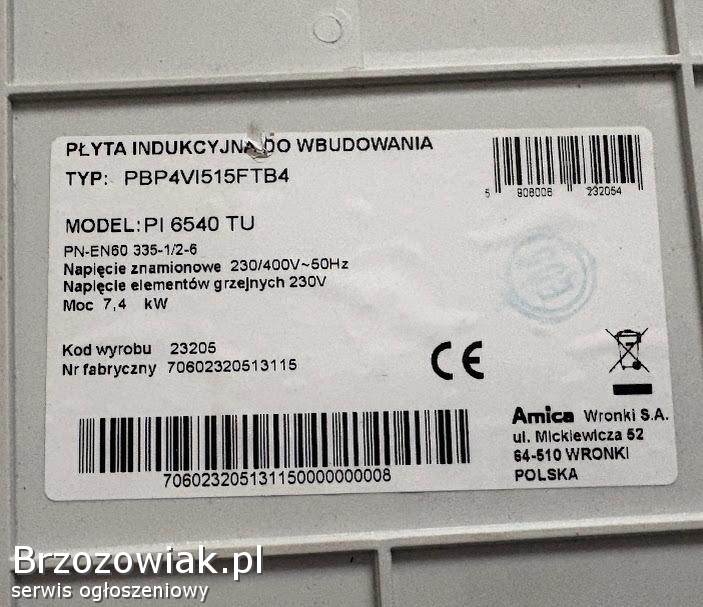 PŁYTA INDUKCYJNA DO WBUDOWANIA
TYP: PBP4VI515FTB4
5 908006 232054
MODEL: PI 6540 TU
PN-EN60 335-1/2-6
Napięcie znamionowe 230/400V~50Hz
Napięcie elementów grzejnych 230V
Moc 7,4 kW
Kod wyrobu 23205
Nr fabryczny 70602320513115
CE
706023205131150000000008
Amica Wronki S.A.
ul. Mickiewicza 52
64-510 WRONKI
POLSKA
Brzozowiak.pl
serwis ogłoszeniowy